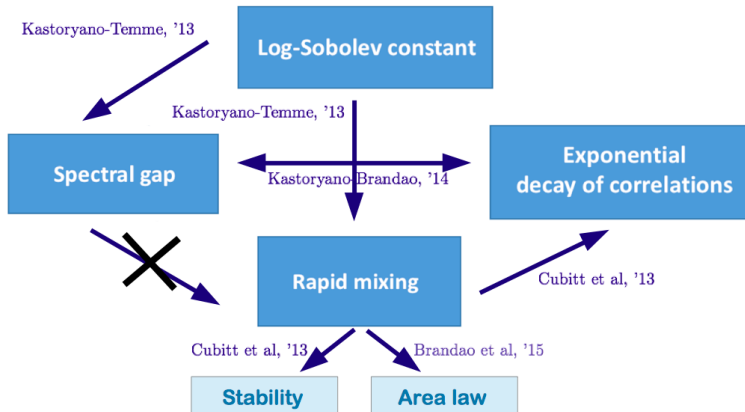 Kastoryano-Temme, '13
Log-Sobolev constant
Kastoryano-Temme, '13
Spectral gap
Exponential
decay of correlations
Kastoryano-Brandao, '14
Rapid mixing
Cubitt et al, '13
Cubitt et al, '13
Brandao et al, '15
Stability
Area law